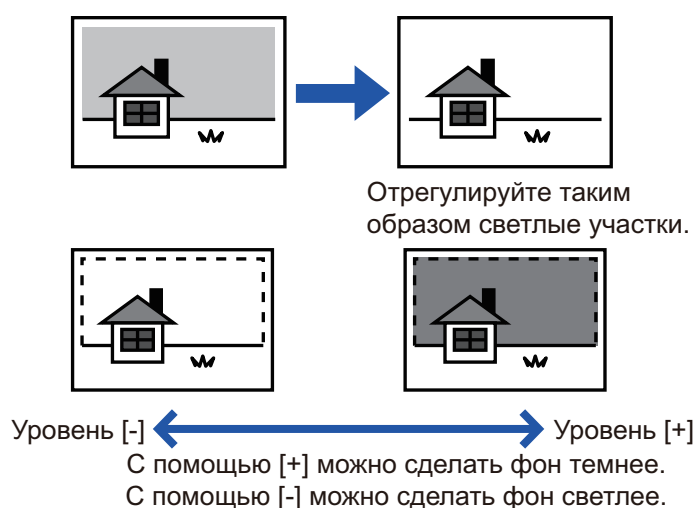 Отрегулируйте таким
образом светлые участки.
Уровень [-] Уровень [+]
С помощью [+] можно сделать фон темнее.
С помощью [-] можно сделать фон светлее.